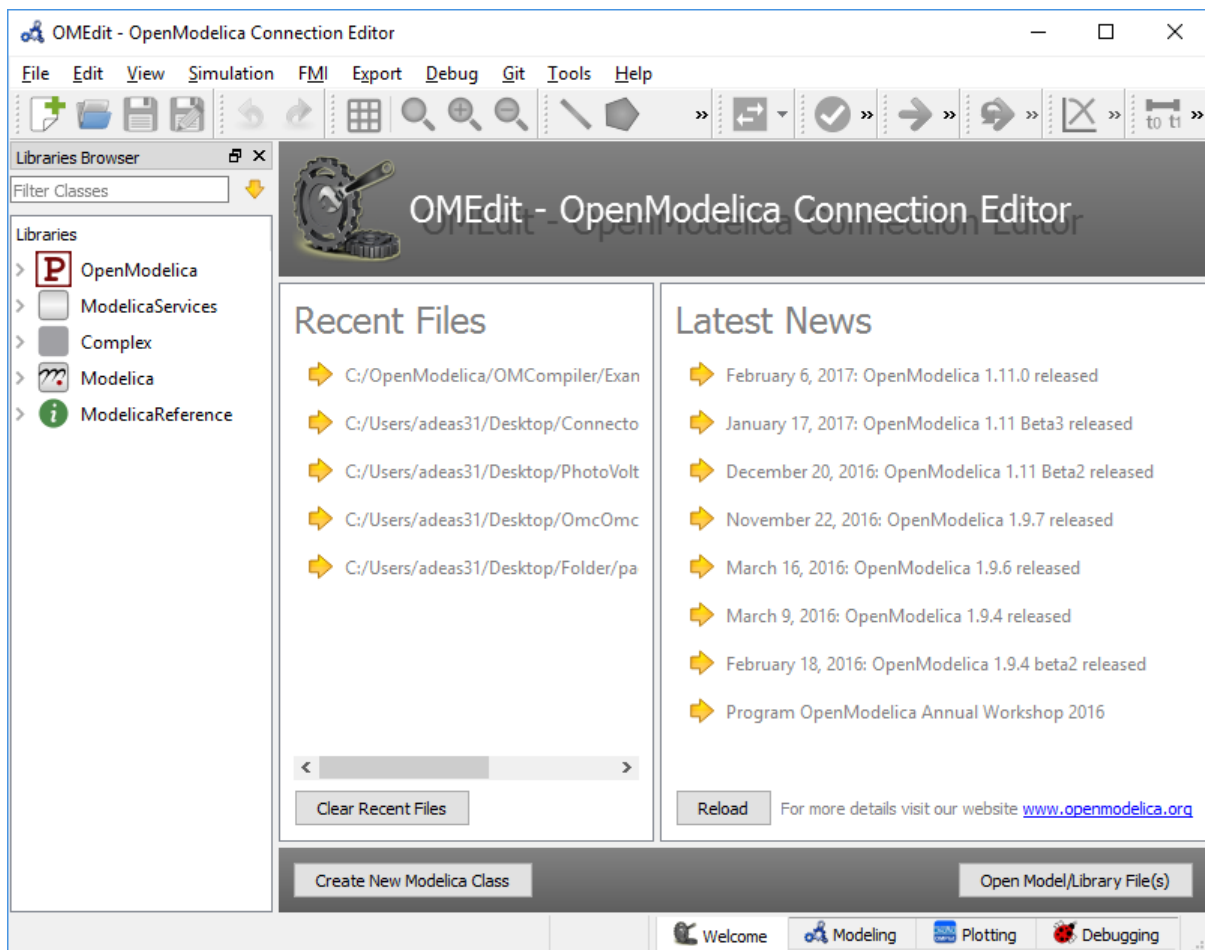 OMEdit - OpenModelica Connection Editor
File Edit View Simulation FMI Export Debug Git Tools Help
» » » » » t0 t1 »
Libraries Browser
Filter Classes
Libraries
P OpenModelica
ModelicaServices
Complex
Modelica
i ModelicaReference
OMEdit - OpenModelica Connection Editor
Recent Files
C:/OpenModelica/OMCompiler/Exan
C:/Users/adeas31/Desktop/Connecto
C:/Users/adeas31/Desktop/PhotoVolt
C:/Users/adeas31/Desktop/OmcOmc
C:/Users/adeas31/Desktop/Folder/pa
Clear Recent Files
Latest News
February 6, 2017: OpenModelica 1.11.0 released
January 17, 2017: OpenModelica 1.11 Beta3 released
December 20, 2016: OpenModelica 1.11 Beta2 released
November 22, 2016: OpenModelica 1.9.7 released
March 16, 2016: OpenModelica 1.9.6 released
March 9, 2016: OpenModelica 1.9.4 released
February 18, 2016: OpenModelica 1.9.4 beta2 released
Program OpenModelica Annual Workshop 2016
Reload For more details visit our website www.openmodelica.org
Create New Modelica Class Open Model/Library File(s)
Welcome Modeling Plotting Debugging